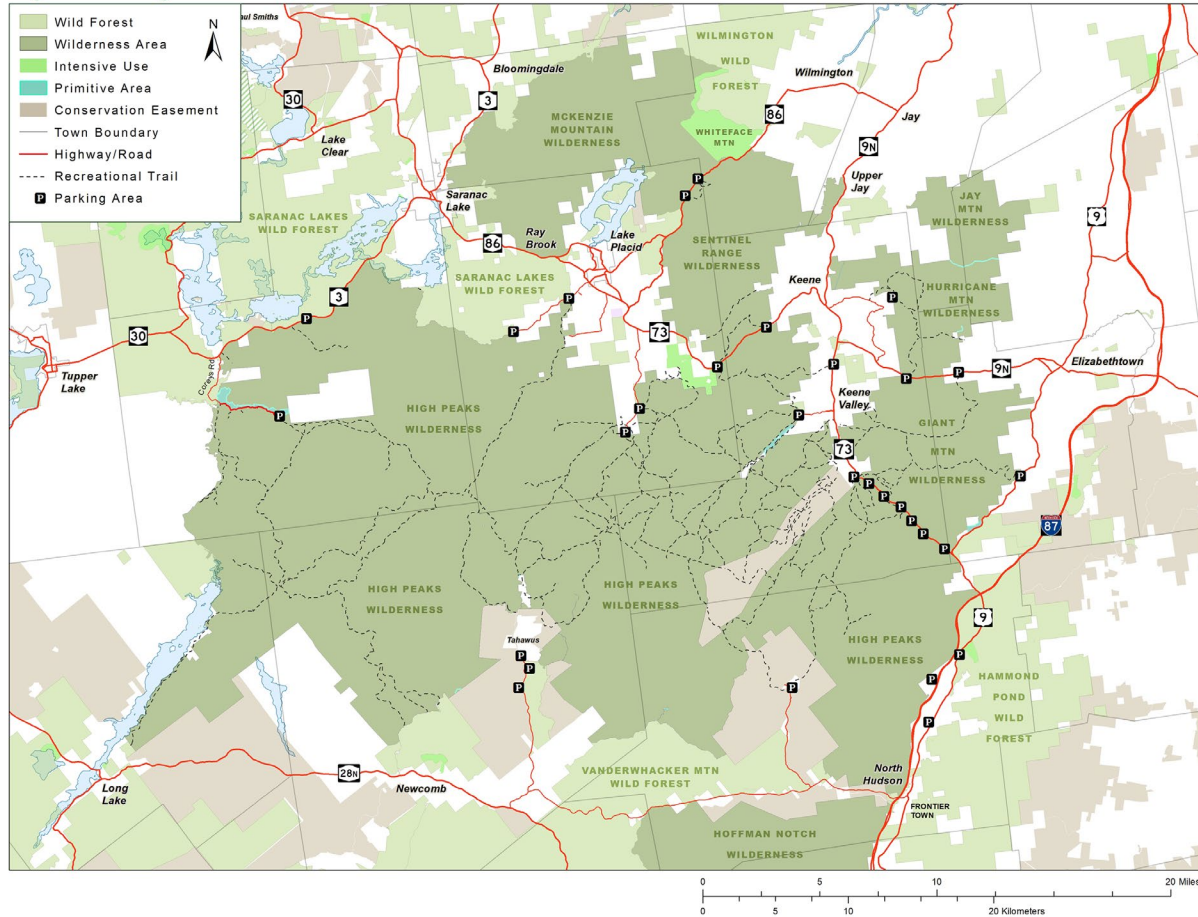 Wild Forest
Wilderness Area
Intensive Use
Primitive Area
Conservation Easement
Town Boundary
Highway/Road
Recreational Trail
P Parking Area
N
Smiths
30
Lake
Clear
Bloomingdale
3
WILMINGTON
WILD
FOREST
Wilmington
86
MCKENZIE
MOUNTAIN
WILDERNESS
WHITEFACE
MTN
Jay
9N
Upper
Jay
SARANAC LAKES
WILD FOREST
Saranac
Lake
86
Ray
Brook
Lake
Placid
JAY
MTN
WILDERNESS
9
SENTINEL
RANGE
WILDERNESS
SARANAC LAKES
WILD FOREST
3
Keene
HURRICANE
MTN
WILDERNESS
30
73
Tupper
Lake
Coreys Rd
9N
Elizabethtown
HIGH PEAKS
WILDERNESS
Keene
Valley
GIANT
MTN
WILDERNESS
73
INTERSTATE
87
HIGH PEAKS
WILDERNESS
HIGH PEAKS
WILDERNESS
9
Tahawus
HIGH PEAKS
WILDERNESS
HAMMOND
POND
WILD
FOREST
Long
Lake
28N
Newcomb
VANDERWHACKER MTN
WILD FOREST
North
Hudson
FRONTIER
TOWN
HOFFMAN NOTCH
WILDERNESS
0 5 10 20 Miles
0 5 10 20 Kilometers